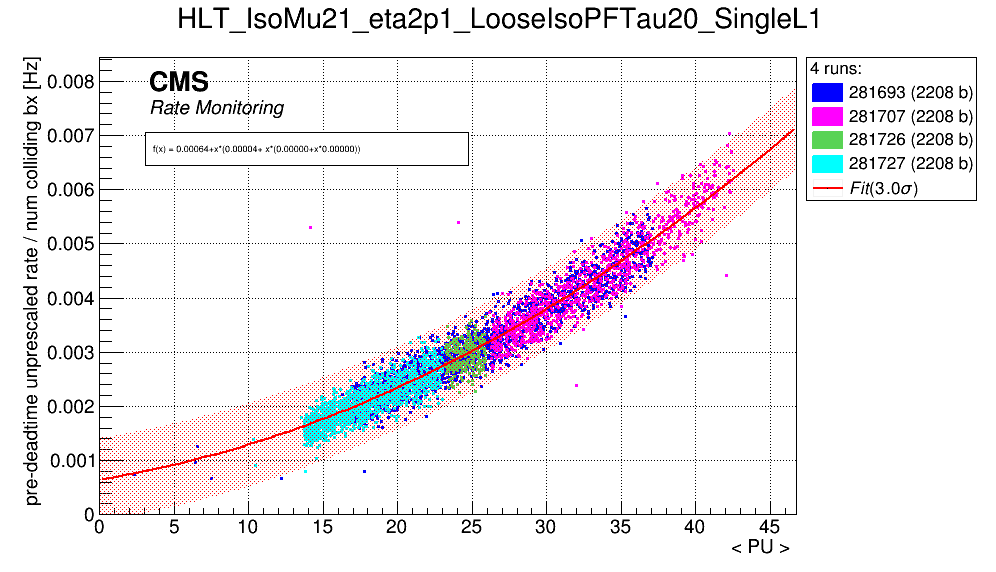 HLT_IsoMu21_eta2p1_LooseIsoPFTau20_SingleL1
pre-deadtime unprescaled rate / num colliding bx [Hz]
0.008
0.007
0.006
0.005
0.004
0.003
0.002
0.001
0
CMS
Rate Monitoring
f(x) = 0.00064+x*(0.00004+ x*(0.00000+x*0.00000))
0 5 10 15 20 25 30 35 40 45
< PU >
4 runs:
281693 (2208 b)
281707 (2208 b)
281726 (2208 b)
281727 (2208 b)
Fit(3.0σ)